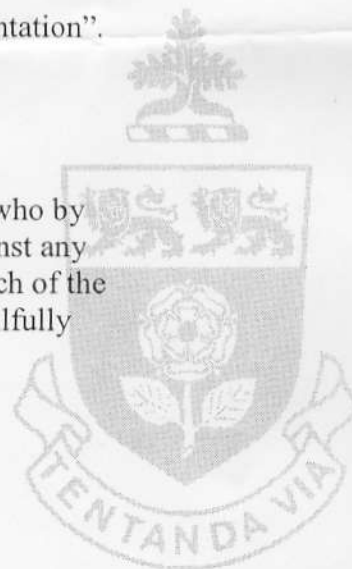 ntation”.
who by
nst any
ch of the
lfully
TENTANDA VIA